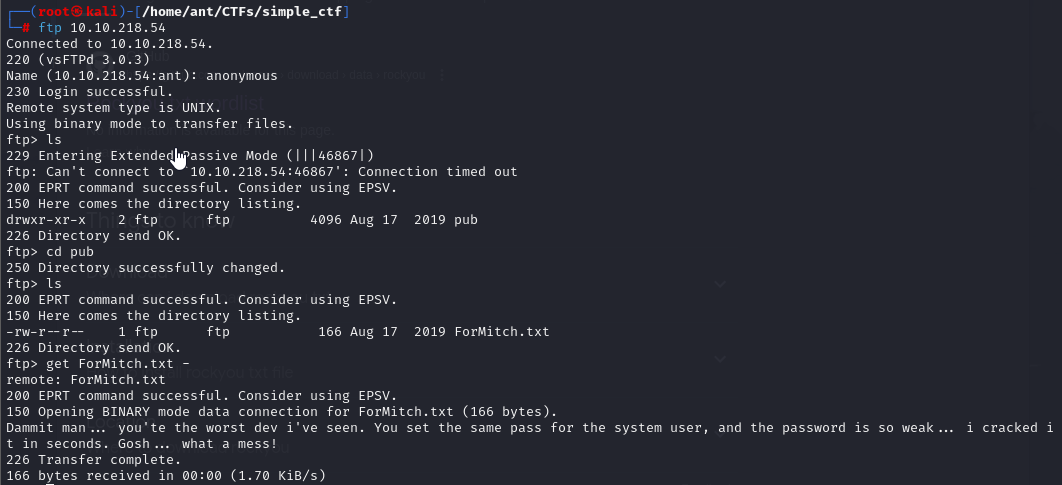 ┌──(root㉿kali)-[/home/ant/CTFs/simple_ctf]
└─# ftp 10.10.218.54
Connected to 10.10.218.54.
220 (vsFTPd 3.0.3)
Name (10.10.218.54:ant): anonymous
230 Login successful.
Remote system type is UNIX.
Using binary mode to transfer files.
ftp> ls
229 Entering Extended Passive Mode (|||46867|)
ftp: Can't connect to `10.10.218.54:46867': Connection timed out
200 EPRT command successful. Consider using EPSV.
150 Here comes the directory listing.
drwxr-xr-x    2 ftp      ftp          4096 Aug 17  2019 pub
226 Directory send OK.
ftp> cd pub
250 Directory successfully changed.
ftp> ls
200 EPRT command successful. Consider using EPSV.
150 Here comes the directory listing.
-rw-r--r--    1 ftp      ftp           166 Aug 17  2019 ForMitch.txt
226 Directory send OK.
ftp> get ForMitch.txt -
remote: ForMitch.txt
200 EPRT command successful. Consider using EPSV.
150 Opening BINARY mode data connection for ForMitch.txt (166 bytes).
Dammit man... you'te the worst dev i've seen. You set the same pass for the system user, and the password is so weak... i cracked i
t in seconds. Gosh... what a mess!
226 Transfer complete.
166 bytes received in 00:00 (1.70 KiB/s)